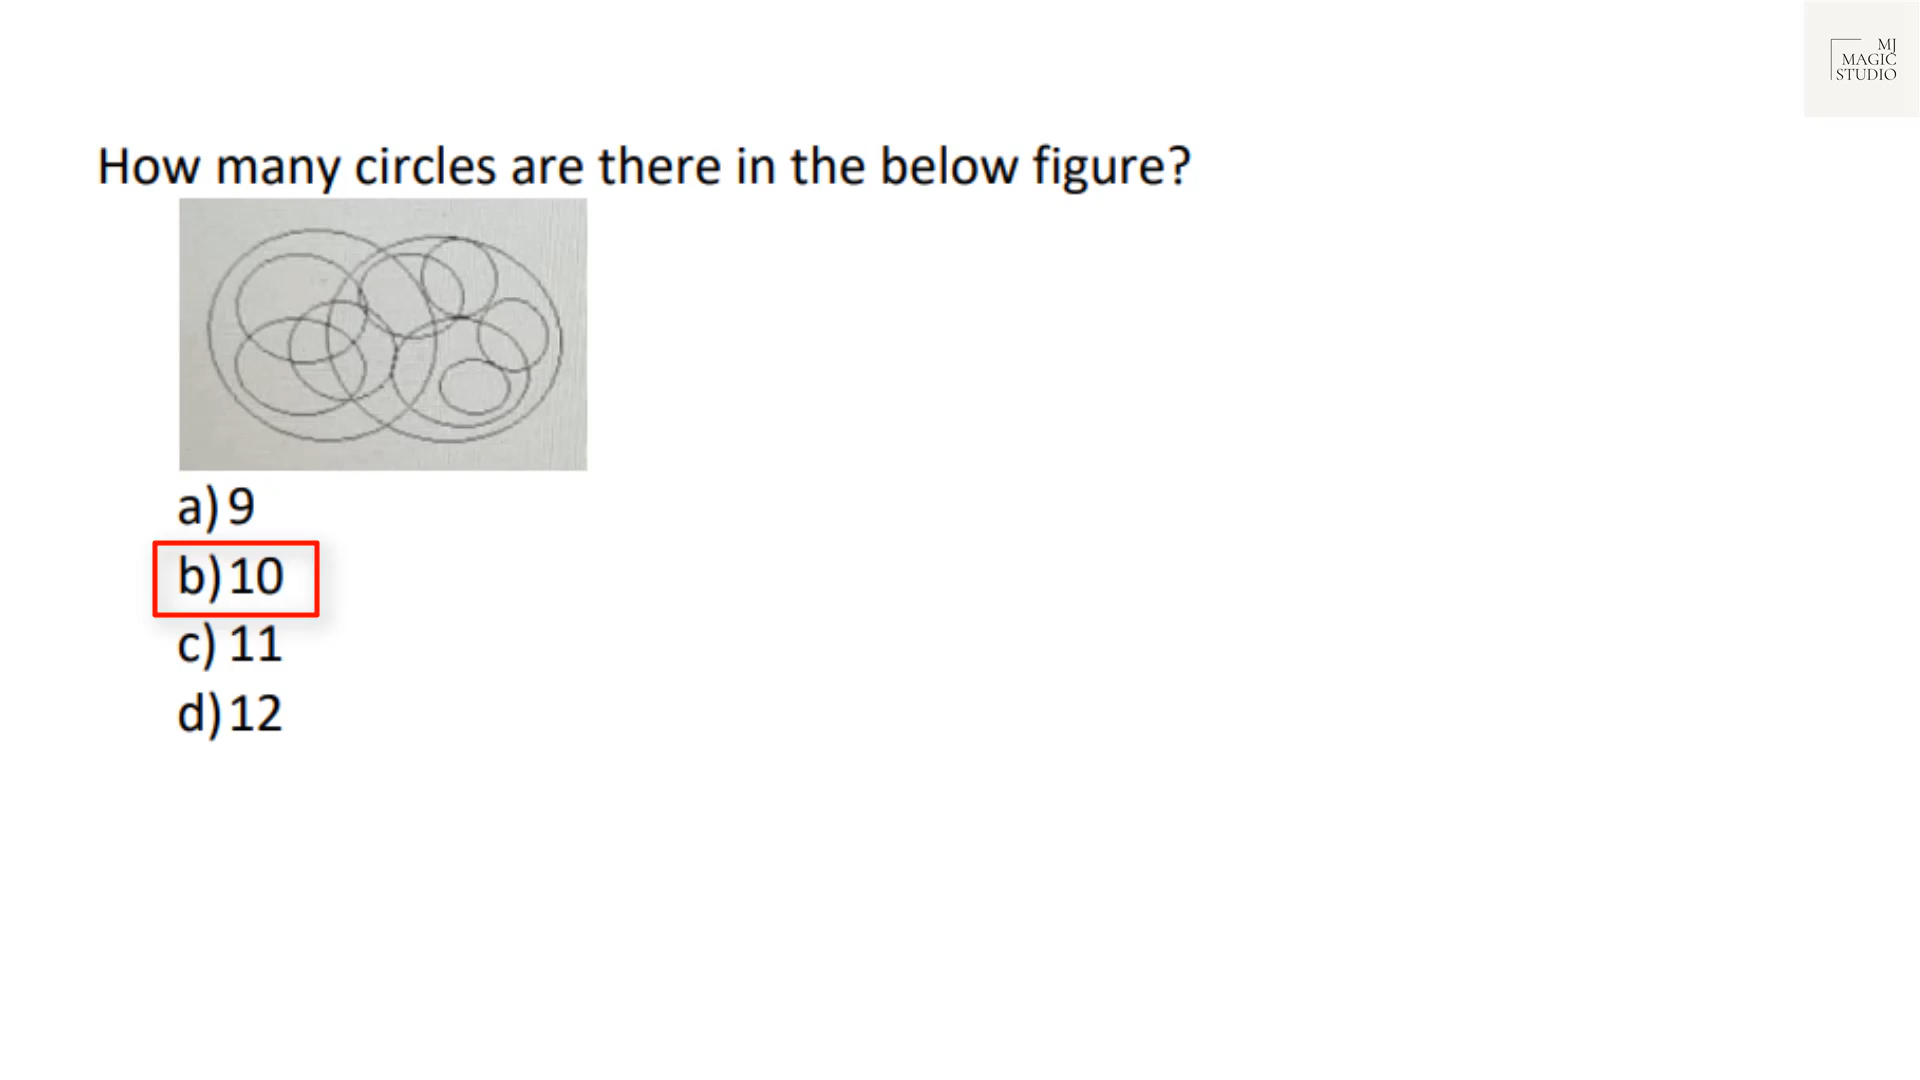 MJ
MAGIC
STUDIO
How many circles are there in the below figure?
a) 9
b) 10
c) 11
d) 12